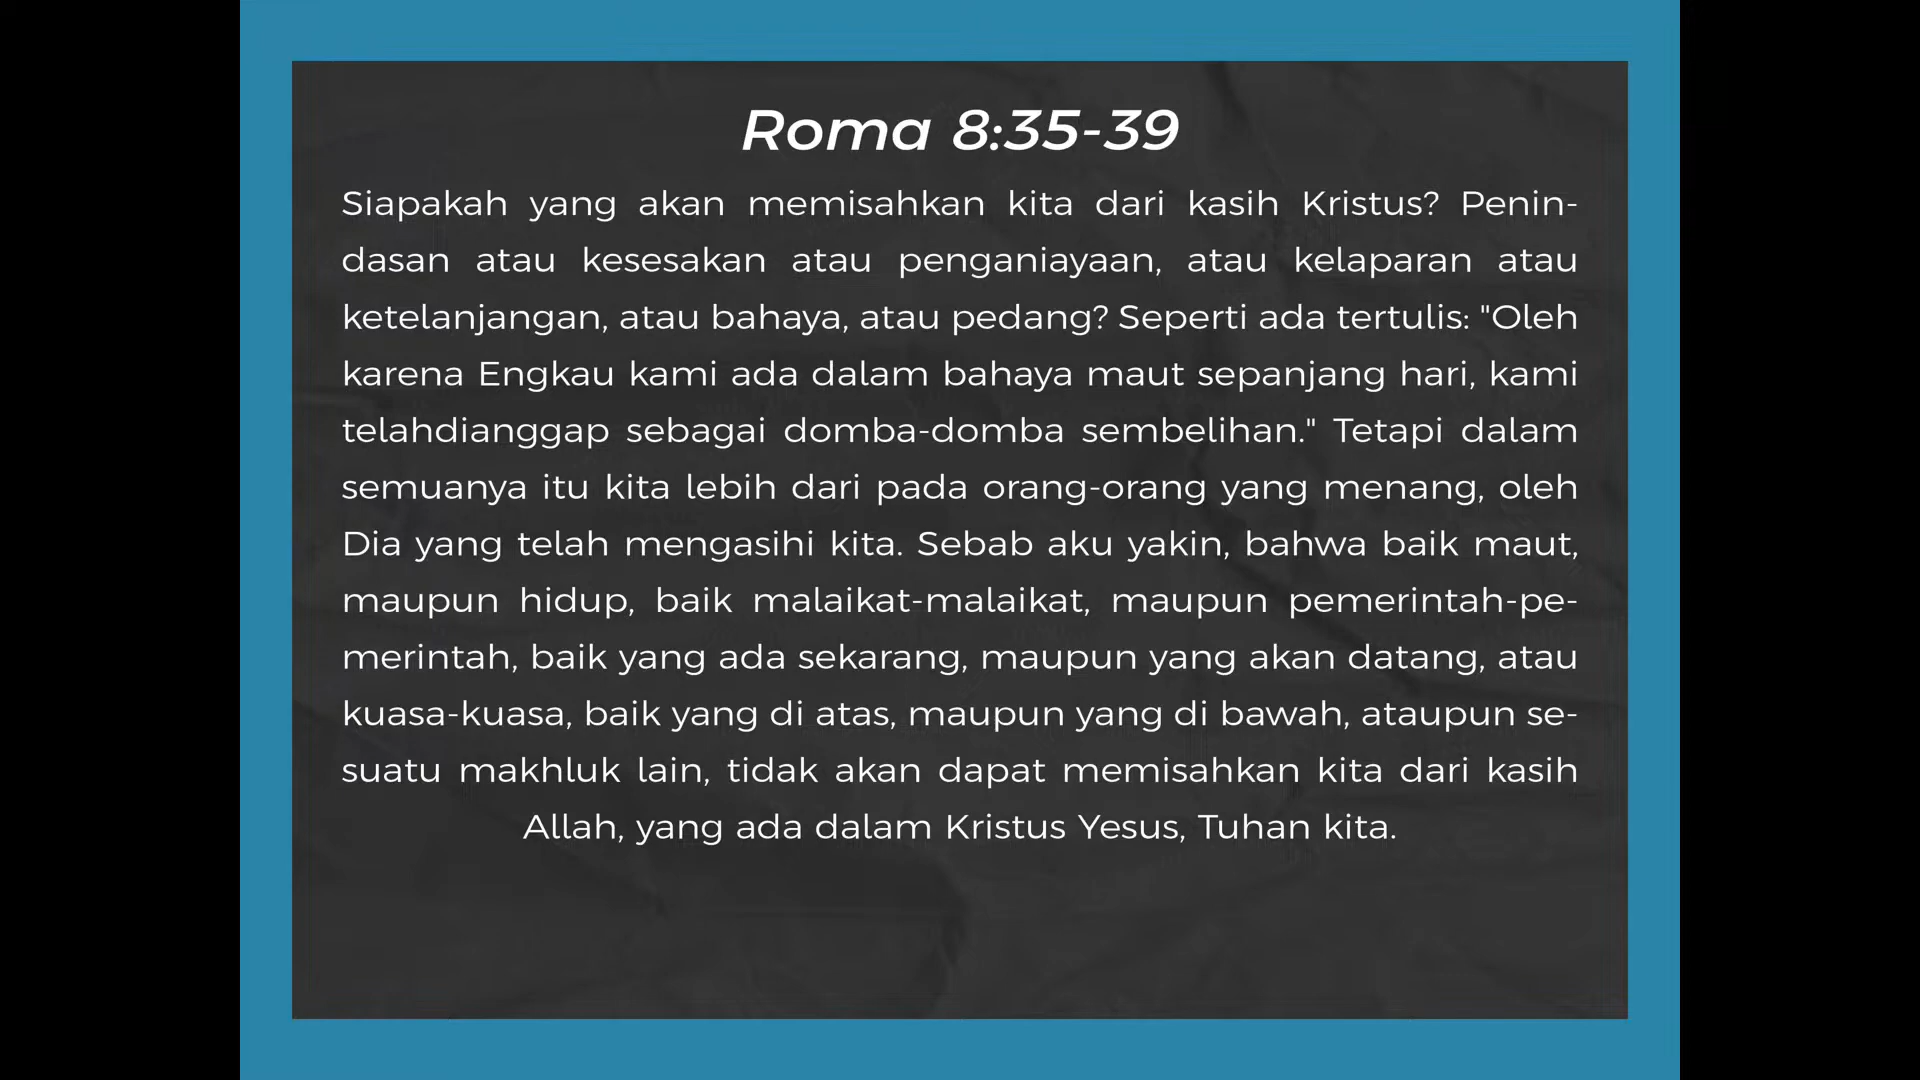 Roma 8:35-39
Siapakah yang akan memisahkan kita dari kasih Kristus? Penin-
dasan atau kesesakan atau penganiayaan, atau kelaparan atau
ketelanjangan, atau bahaya, atau pedang? Seperti ada tertulis: "Oleh
karena Engkau kami ada dalam bahaya maut sepanjang hari, kami
telahdianggap sebagai domba-domba sembelihan." Tetapi dalam
semuanya itu kita lebih dari pada orang-orang yang menang, oleh
Dia yang telah mengasihi kita. Sebab aku yakin, bahwa baik maut,
maupun hidup, baik malaikat-malaikat, maupun pemerintah-pe-
merintah, baik yang ada sekarang, maupun yang akan datang, atau
kuasa-kuasa, baik yang di atas, maupun yang di bawah, ataupun se-
suatu makhluk lain, tidak akan dapat memisahkan kita dari kasih
Allah, yang ada dalam Kristus Yesus, Tuhan kita.